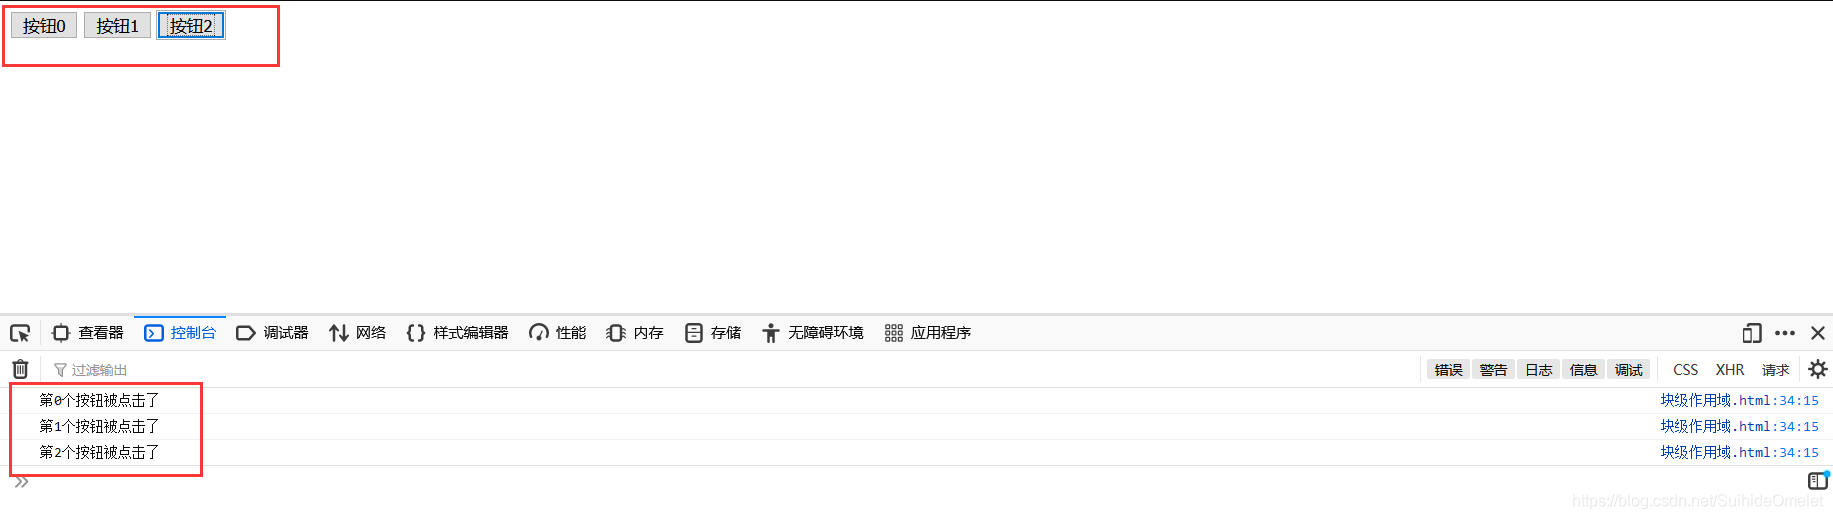 按钮0 按钮1 按钮2
查看器 控制台 调试器 网络 样式编辑器 性能 内存 存储 无障碍环境 应用程序
过滤输出 错误 警告 日志 信息 调试 CSS XHR 请求
第0个按钮被点击了 块级作用域.html:34:15
第1个按钮被点击了 块级作用域.html:34:15
第2个按钮被点击了 块级作用域.html:34:15
https://blog.csdn.net/SuihideOmelet